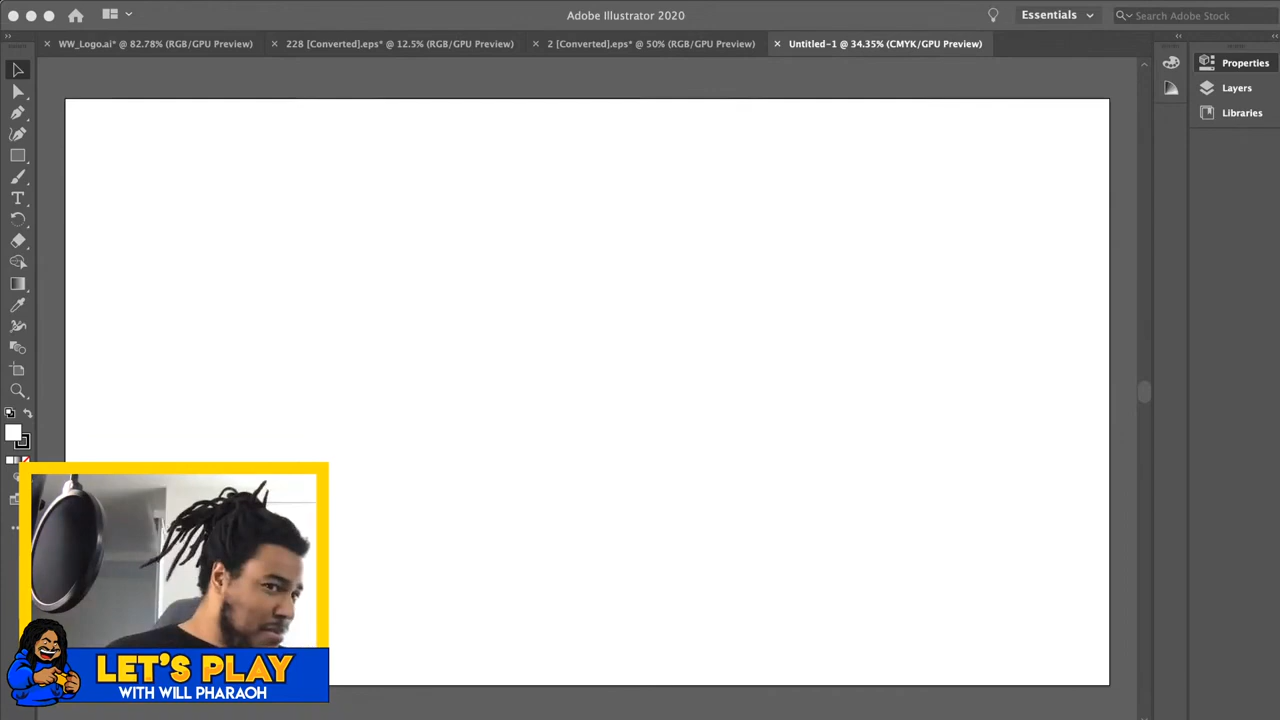 Adobe Illustrator 2020
Essentials
Search Adobe Stock
WW_Logo.ai* @ 82.78% (RGB/GPU Preview)
228 [Converted].eps* @ 12.5% (RGB/GPU Preview)
2 [Converted].eps* @ 50% (RGB/GPU Preview)
Untitled-1 @ 34.35% (CMYK/GPU Preview)
Properties
Layers
Libraries
LET'S PLAY
WITH WILL PHARAOH